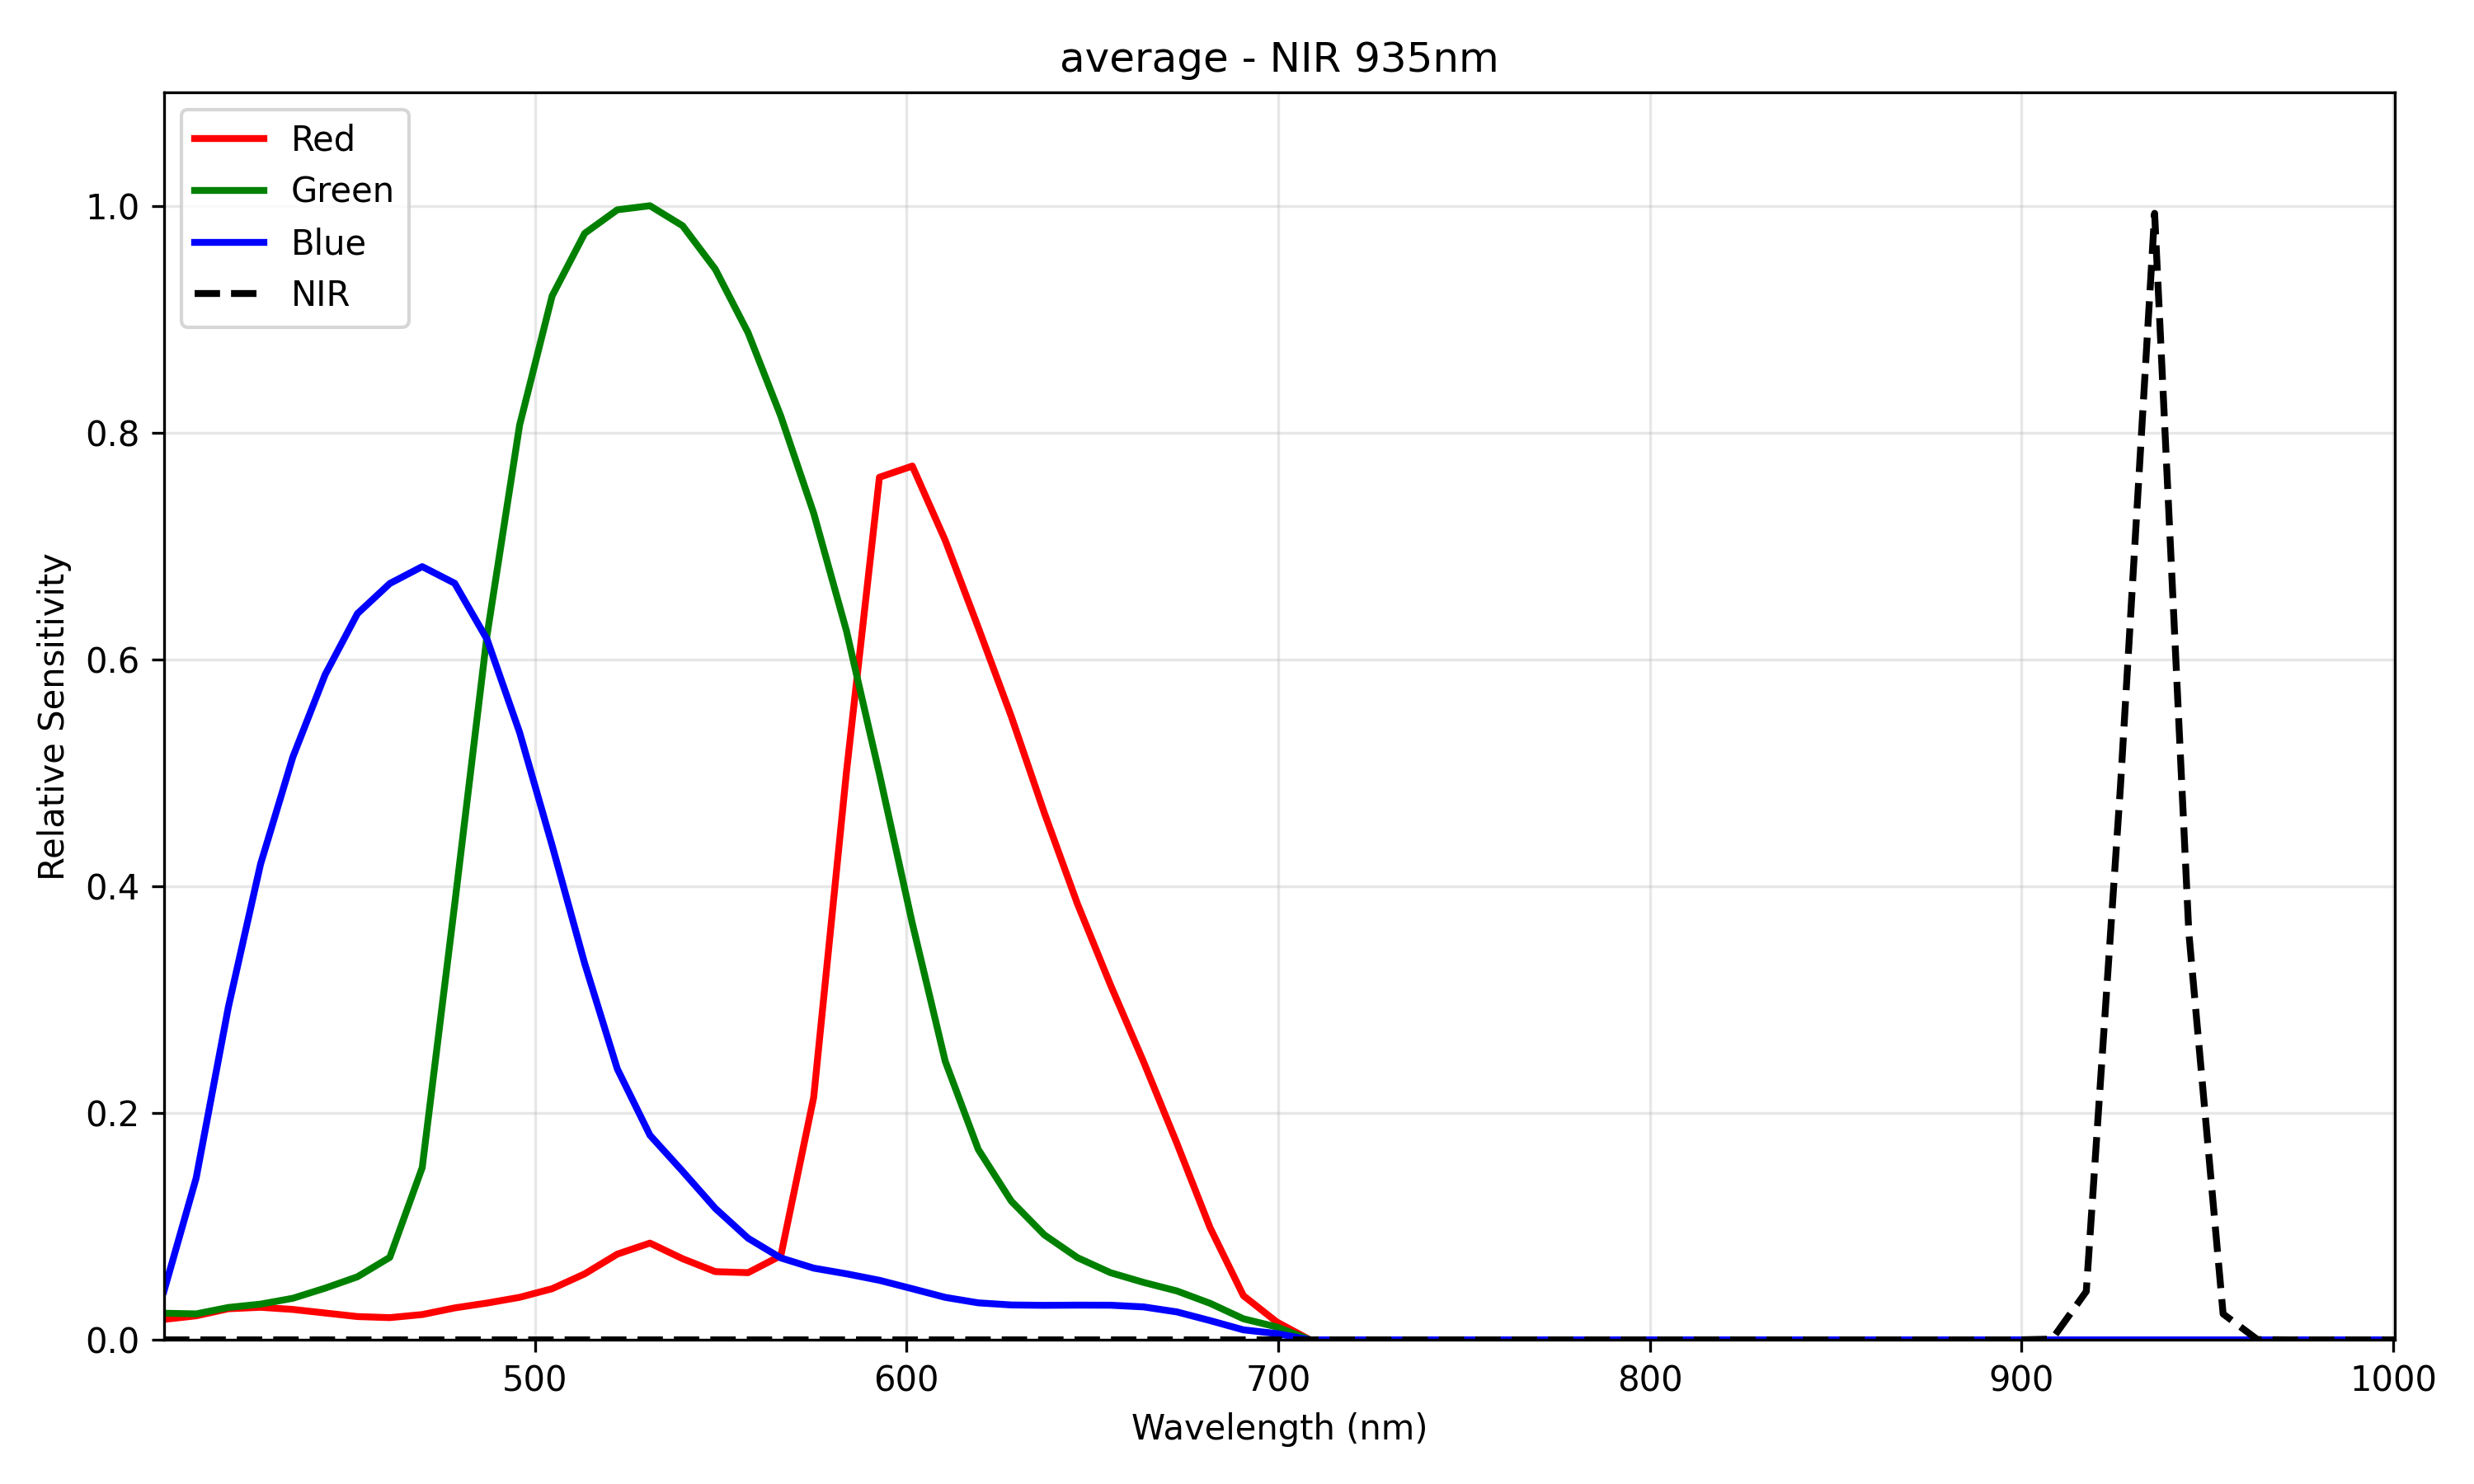 average - NIR 935nm
Red
Green
Blue
NIR
1.0
0.8
0.6
0.4
0.2
0.0
Relative Sensitivity
500 600 700 800 900 1000
Wavelength (nm)